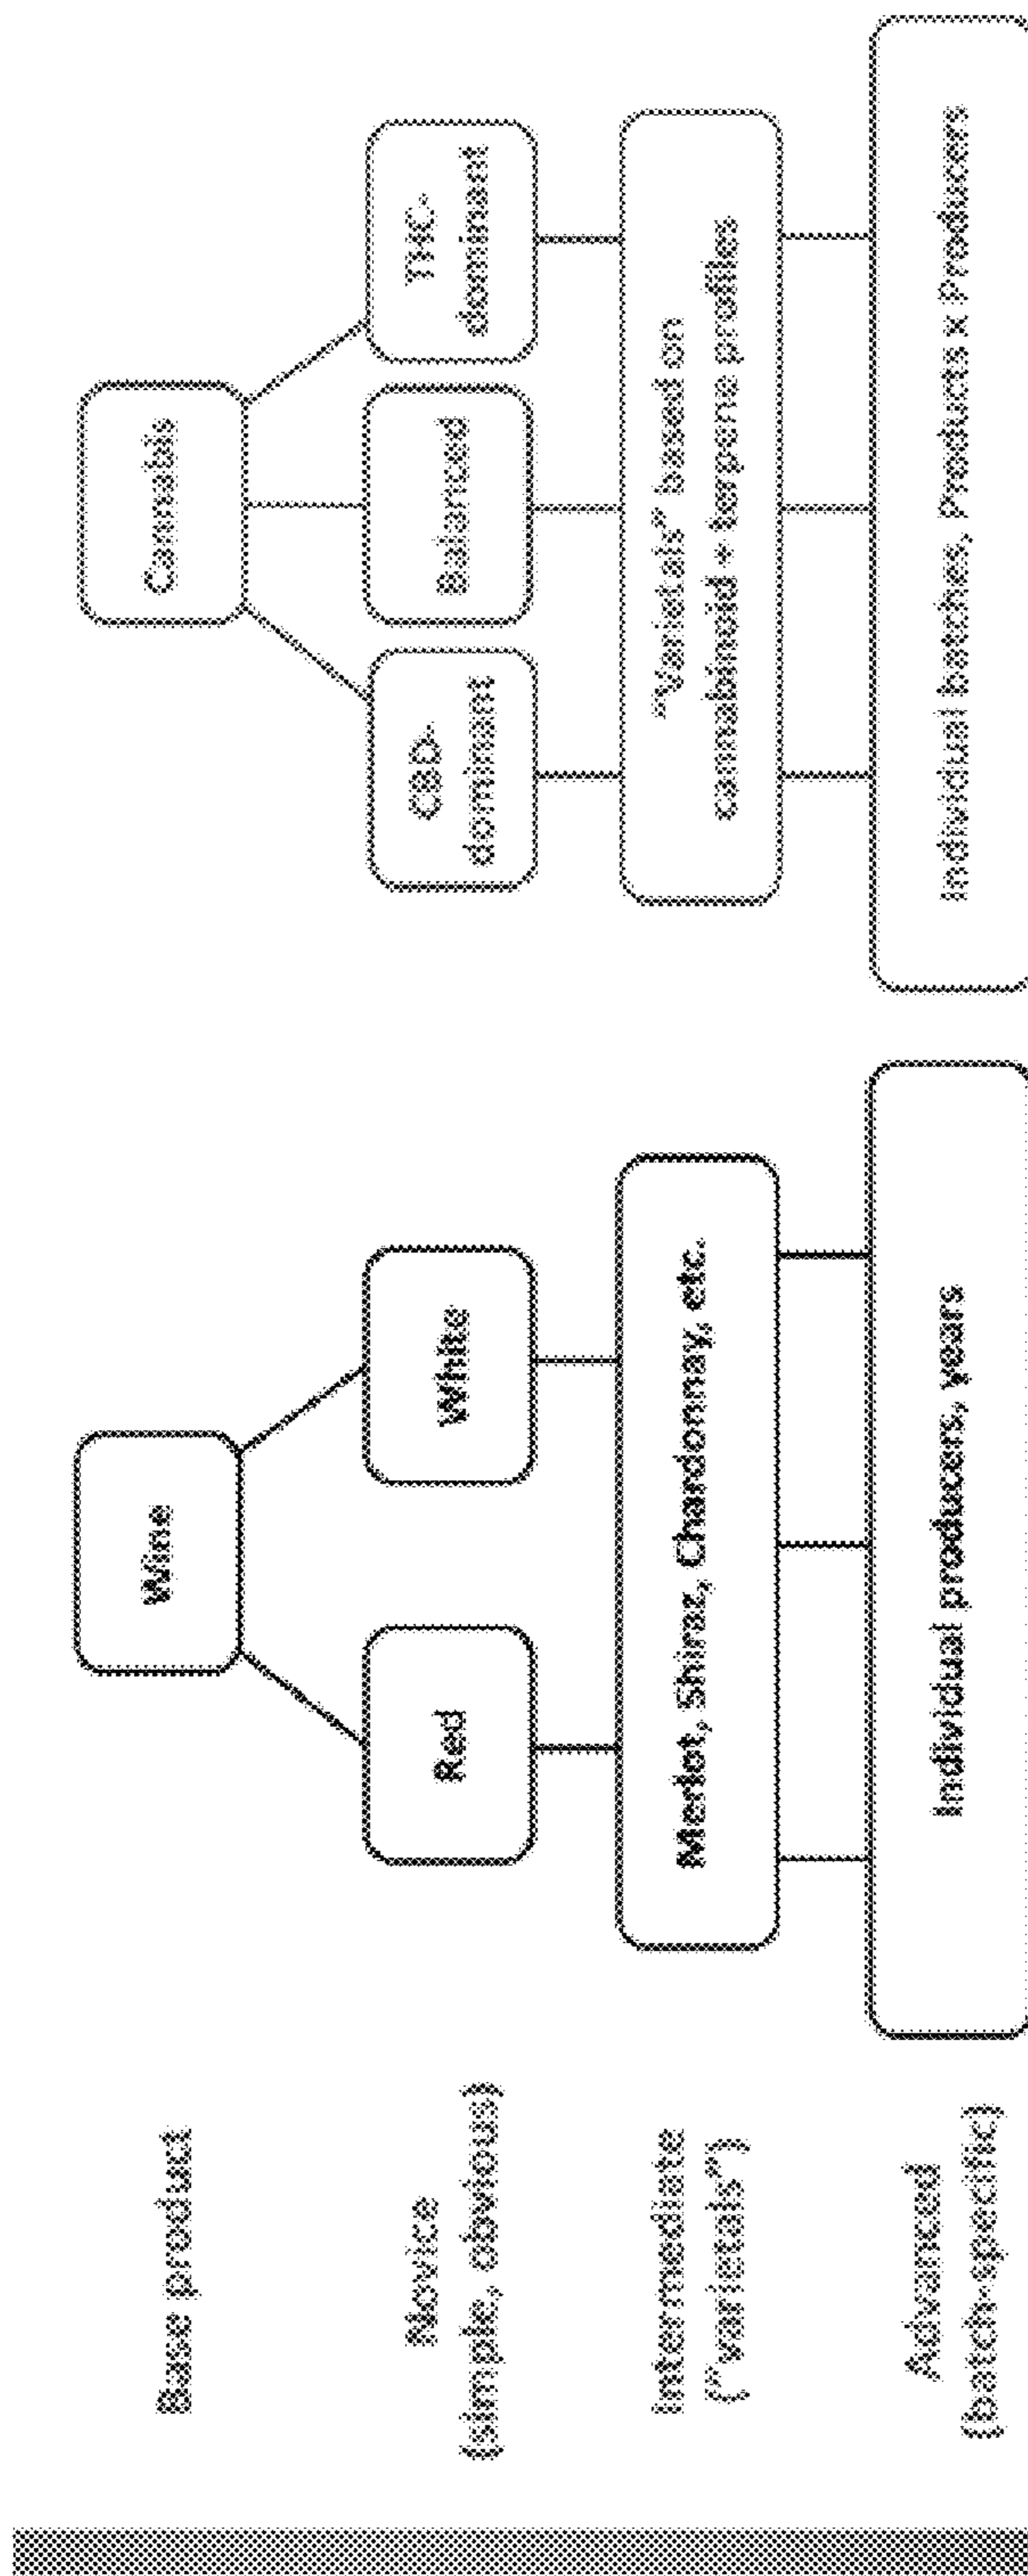 Base product
Wine
Cannabis
Novice
(simple, obvious)
Red
White
CBD-
dominant
Balanced
THC-
dominant
Intermediate
("varietals")
Merlot, Shiraz, Chardonnay, etc.
"Varietals" based on
cannabinoid + terpene profiles
Advanced
(batch-specific)
Individual producers, years
Individual batches, Products x Producers